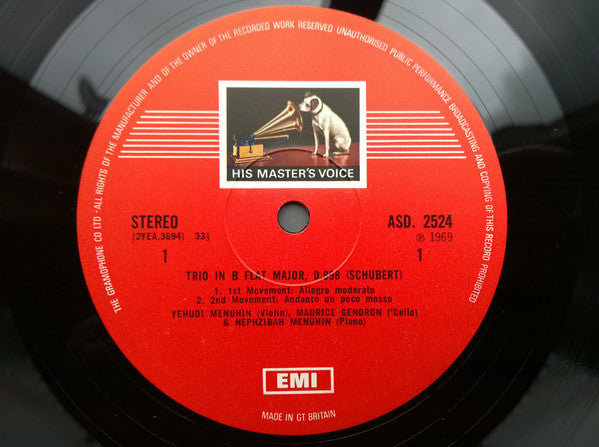 THE GRAMOPHONE CO LTD · ALL RIGHTS OF THE MANUFACTURER AND OF THE OWNER OF THE RECORDED WORK RESERVED UNAUTHORISED PUBLIC PERFORMANCE BROADCASTING AND COPYING OF THIS RECORD PROHIBITED
HIS MASTER'S VOICE
STEREO
(2YEA.3694) 33⅓
1
ASD. 2524
℗ 1969
1
TRIO IN B FLAT MAJOR, D.898 (SCHUBERT)
1. 1st Movement: Allegro moderato
2. 2nd Movement: Andante un poco mosso
YEHUDI MENUHIN (Violin), MAURICE GENDRON ('Cello)
& HEPHZIBAH MENUHIN (Piano)
EMI
MADE IN GT BRITAIN